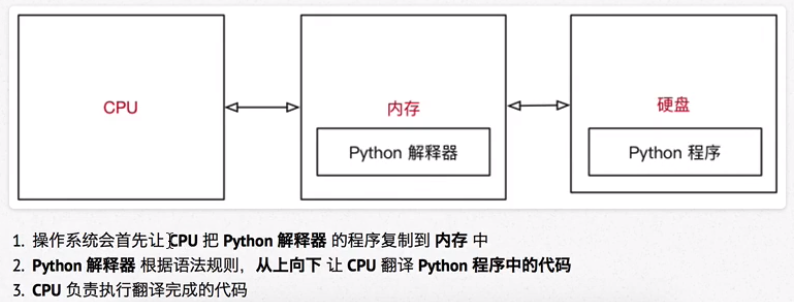 CPU
内存
硬盘
Python 解释器
Python 程序
1. 操作系统会首先让 CPU 把 Python 解释器 的程序复制到 内存 中
2. Python 解释器 根据语法规则，从上向下 让 CPU 翻译 Python 程序中的代码
3. CPU 负责执行翻译完成的代码